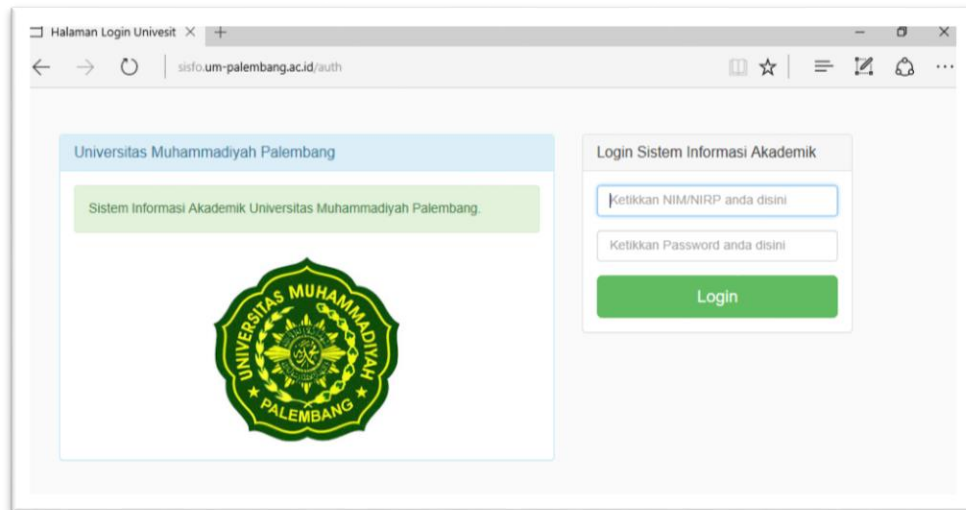 Halaman Login Univesit
sisfo.um-palembang.ac.id/auth
Universitas Muhammadiyah Palembang
Sistem Informasi Akademik Universitas Muhammadiyah Palembang.
UNIVERSITAS MUHAMMADIYAH
PALEMBANG
Login Sistem Informasi Akademik
Ketikkan NIM/NIRP anda disini
Ketikkan Password anda disini
Login